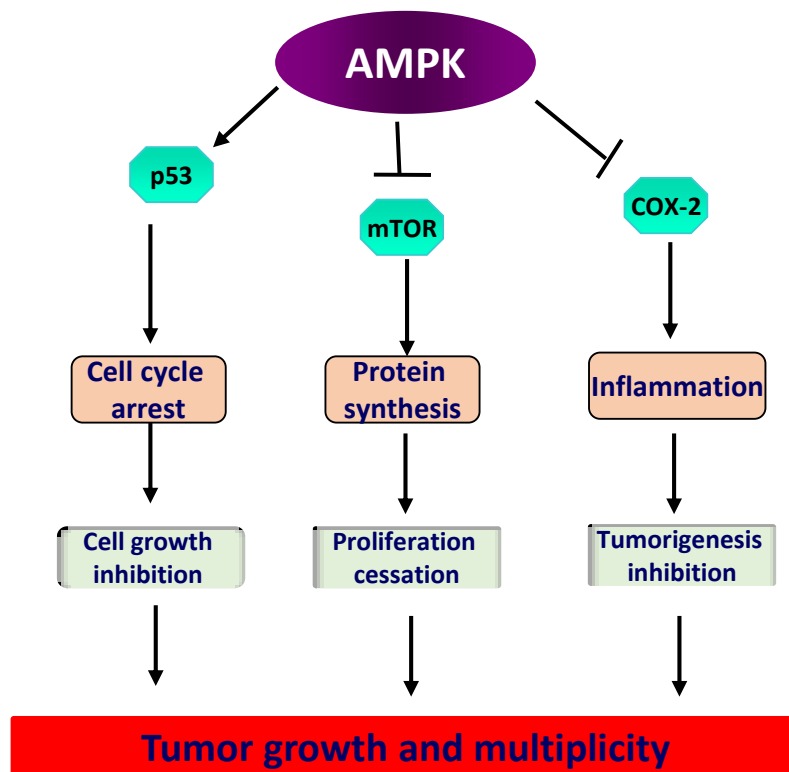 AMPK
p53
mTOR
COX-2
Cell cycle
arrest
Protein
synthesis
Inflammation
Cell growth
inhibition
Proliferation
cessation
Tumorigenesis
inhibition
Tumor growth and multiplicity